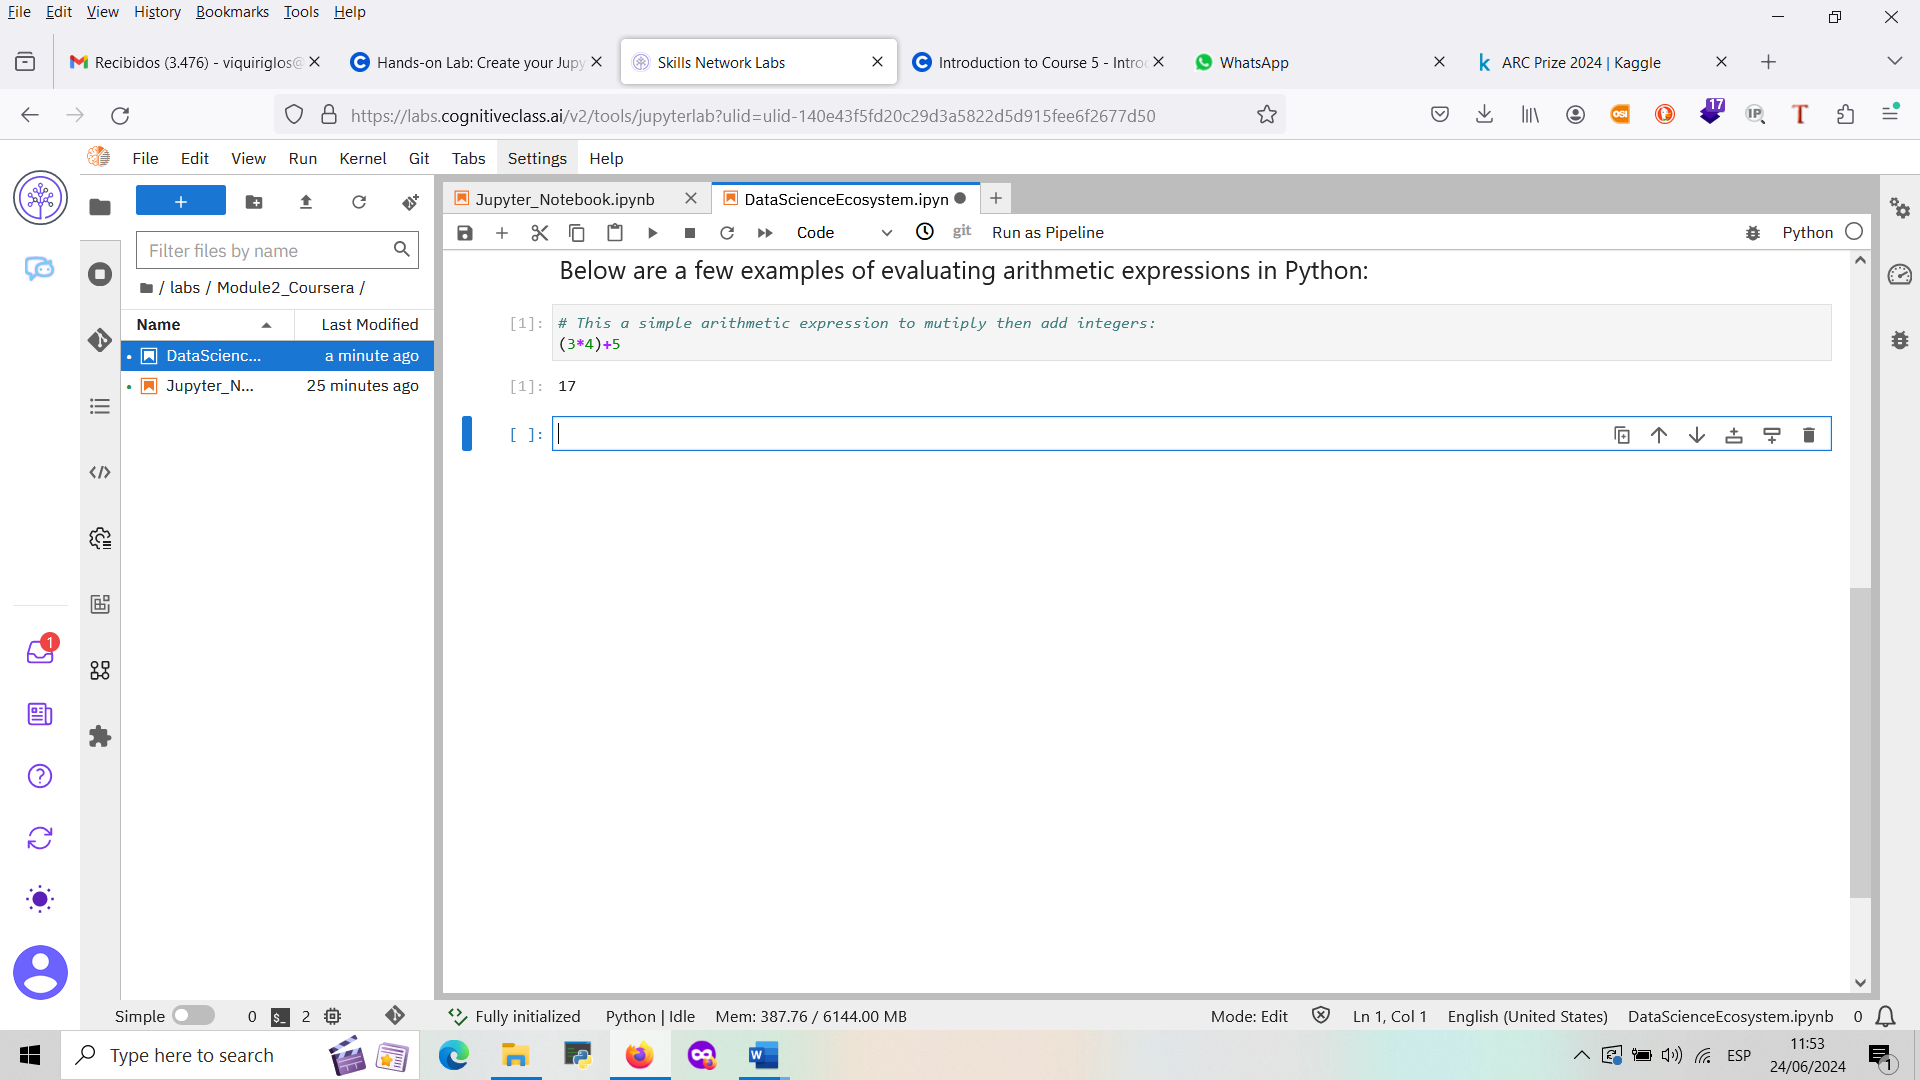 File Edit View History Bookmarks Tools Help
Recibidos (3.476) - viquiriglos@
Hands-on Lab: Create your Jupy
Skills Network Labs
Introduction to Course 5 - Intro
WhatsApp
ARC Prize 2024 | Kaggle
https://labs.cognitiveclass.ai/v2/tools/jupyterlab?ulid=ulid-140e43f5fd20c29d3a5822d5d915fee6f2677d50
OSI
17
IP
T
File Edit View Run Kernel Git Tabs Settings Help
Jupyter_Notebook.ipynb
DataScienceEcosystem.ipyn
Code
git
Run as Pipeline
Python
Filter files by name
/ labs / Module2_Coursera /
Name Last Modified
DataScienc... a minute ago
Jupyter_N... 25 minutes ago
Below are a few examples of evaluating arithmetic expressions in Python:
[1]: # This a simple arithmetic expression to mutiply then add integers:
(3*4)+5
[1]: 17
[ ]:
1
Simple 0 $_ 2 Fully initialized Python | Idle Mem: 387.76 / 6144.00 MB Mode: Edit Ln 1, Col 1 English (United States) DataScienceEcosystem.ipynb 0
Type here to search
W
ESP
11:53
24/06/2024
1